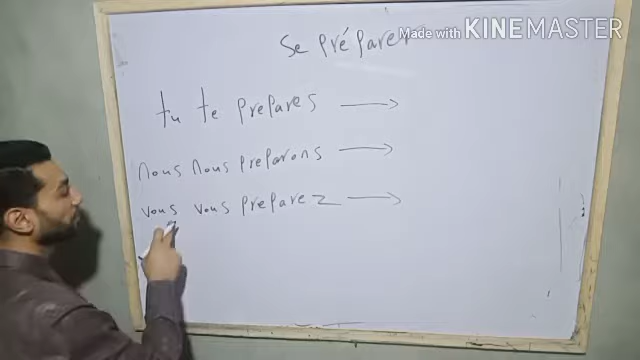 Se préparer
Made with KINEMASTER
tu te prepares →
nous nous preparons →
vous vous preparez →